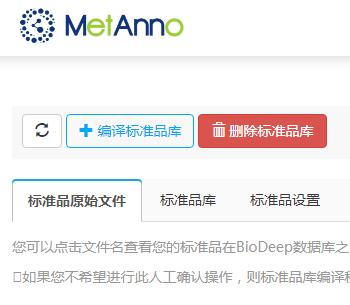 MetAnno
编译标准品库 删除标准品库
标准品原始文件 标准品库 标准品设置
您可以点击文件名查看您的标准品在BioDeep数据库之
如果您不希望进行此人工确认操作，则标准品库编译